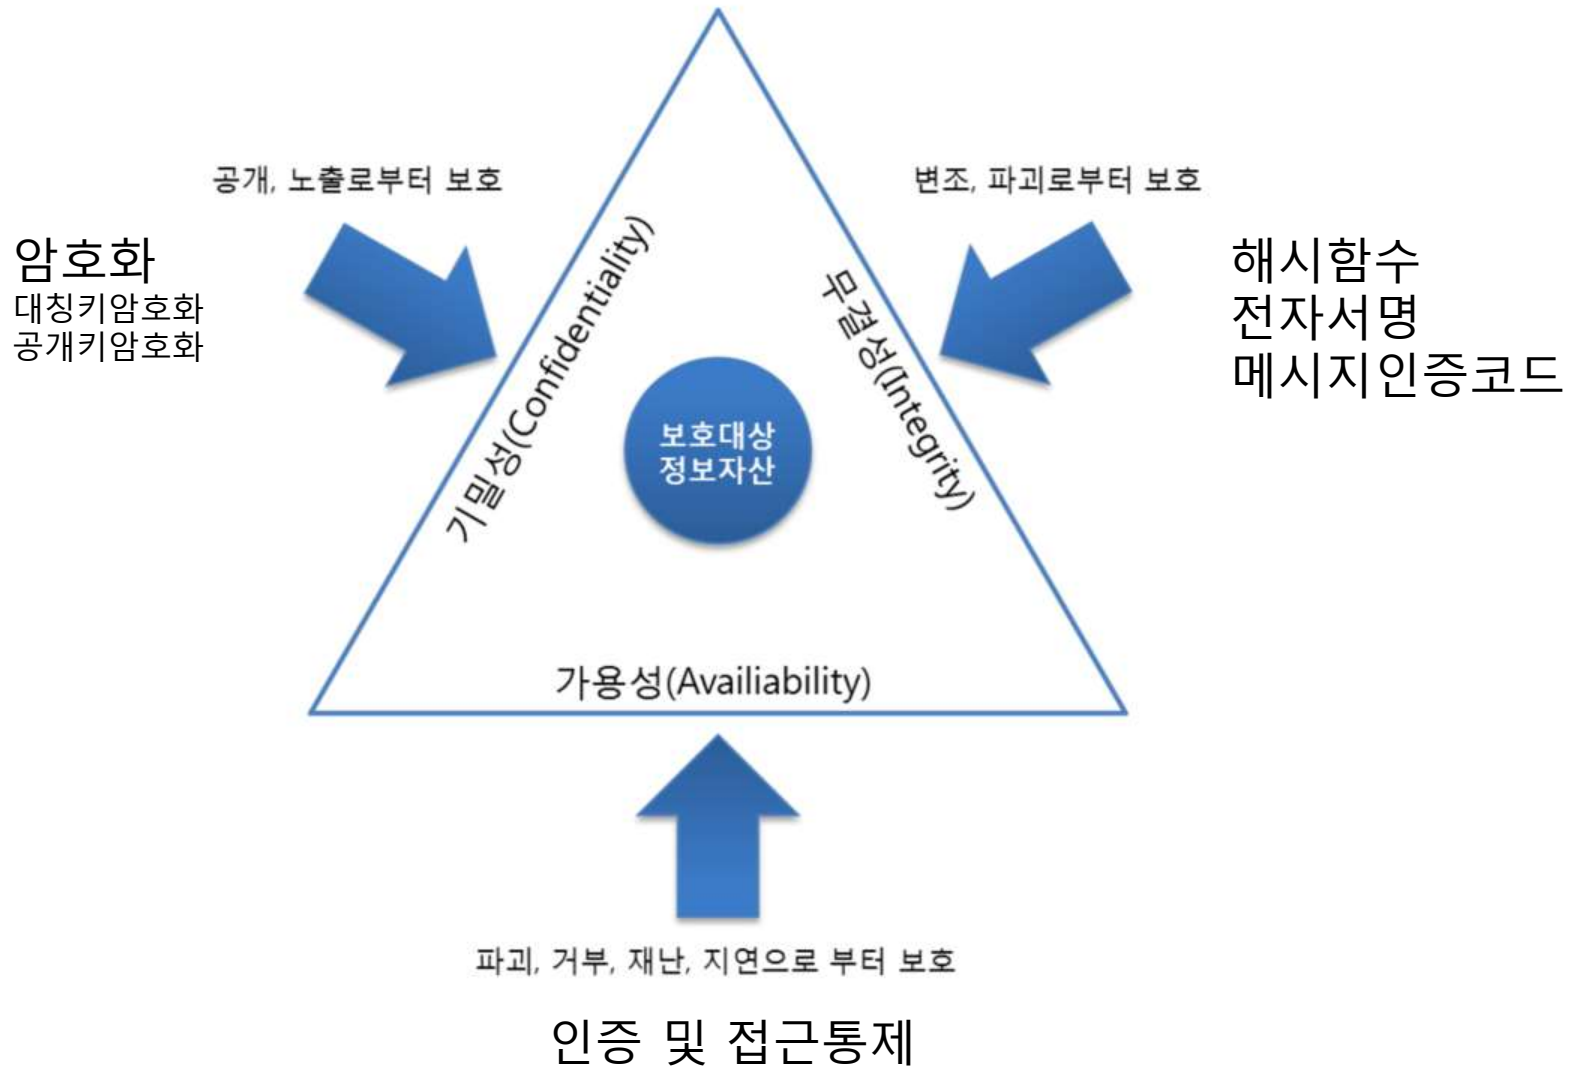 공개, 노출로부터 보호
변조, 파괴로부터 보호
암호화
대칭키암호화
공개키암호화
해시함수
전자서명
메시지인증코드
기밀성(Confidentiality)
무결성(Integrity)
보호대상
정보자산
가용성(Availiability)
파괴, 거부, 재난, 지연으로 부터 보호
인증 및 접근통제